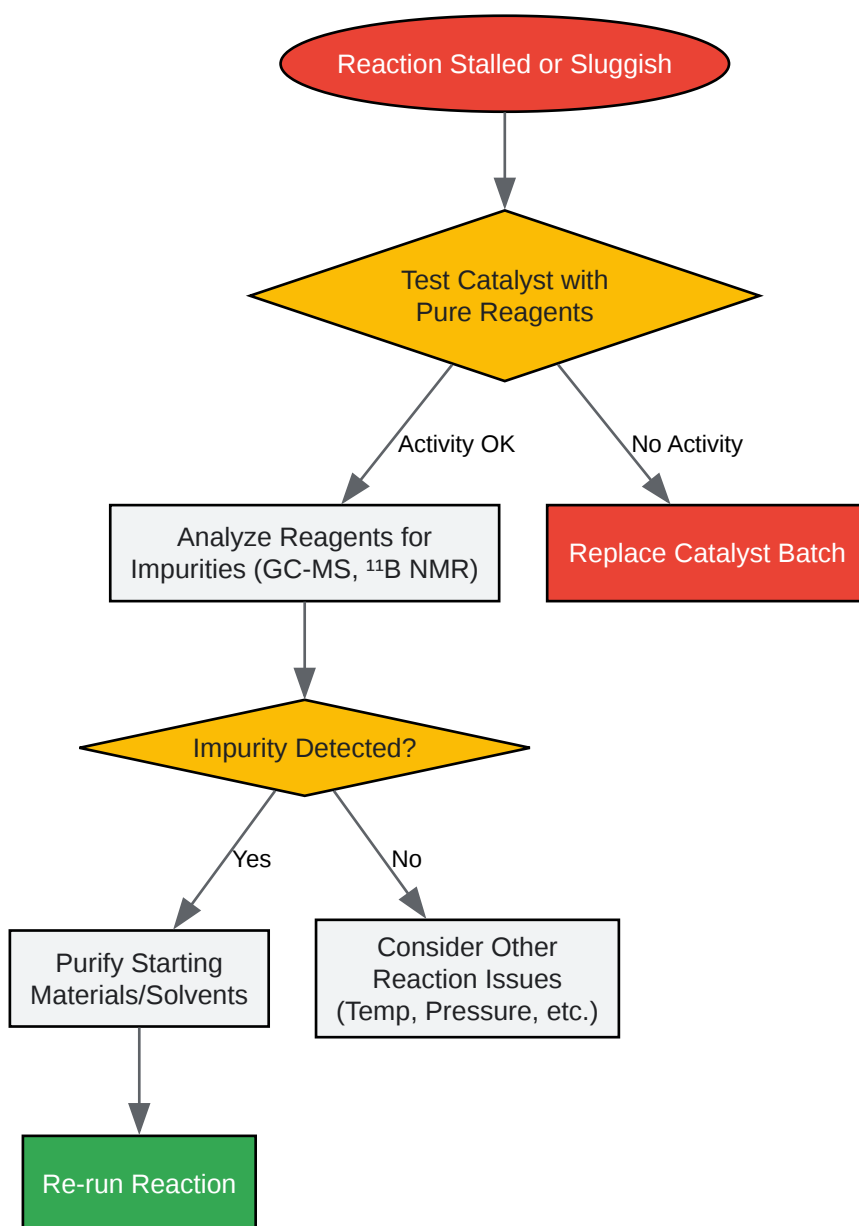 Reaction Stalled or Sluggish
Test Catalyst with
Pure Reagents
Activity OK
No Activity
Analyze Reagents for
Impurities (GC-MS, ¹¹B NMR)
Replace Catalyst Batch
Impurity Detected?
Yes
No
Purify Starting
Materials/Solvents
Consider Other
Reaction Issues
(Temp, Pressure, etc.)
Re-run Reaction